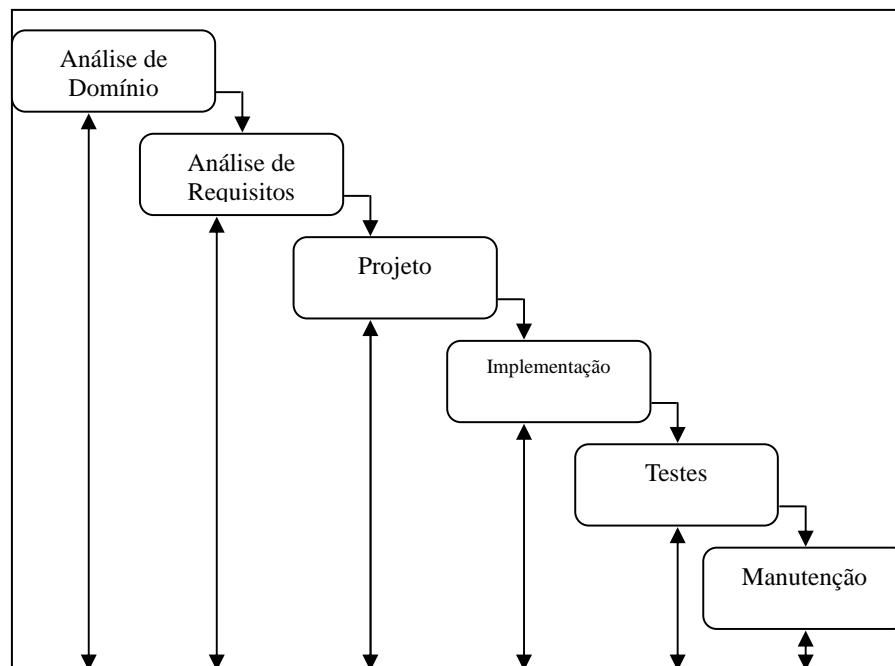 Análise de
Domínio
Análise de
Requisitos
Projeto
Implementação
Testes
Manutenção